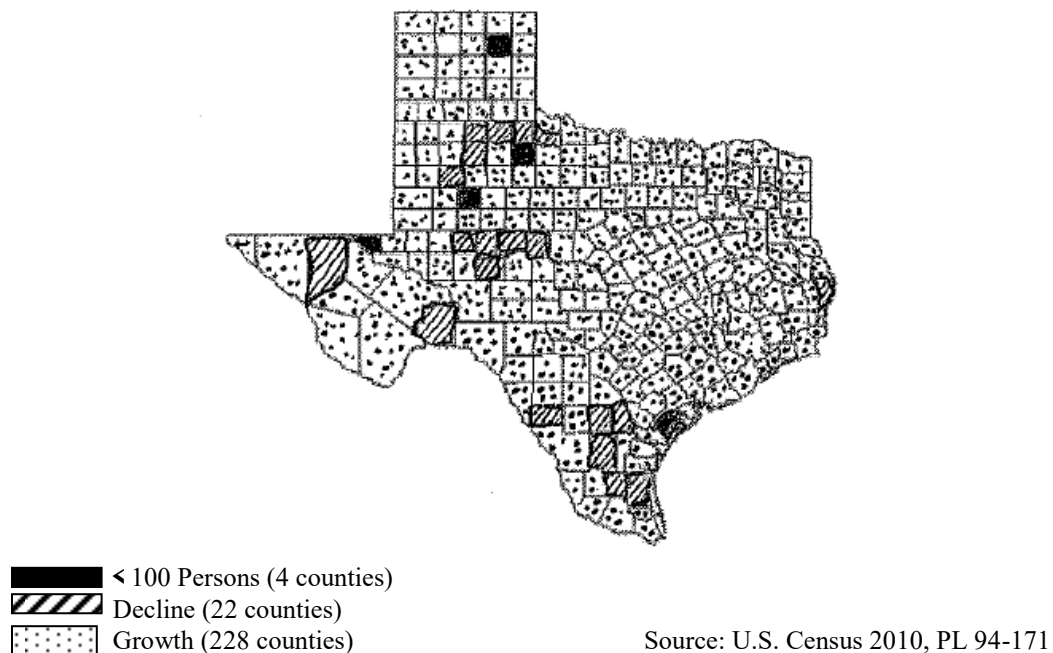 < 100 Persons (4 counties)
Decline (22 counties)
Growth (228 counties)
Source: U.S. Census 2010, PL 94-171